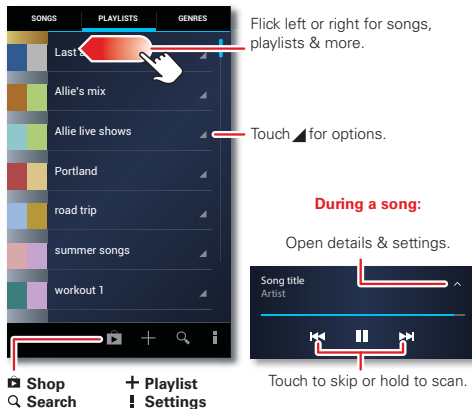 SONGS PLAYLISTS GENRES
Flick left or right for songs,
playlists & more.
Last
Allie's mix
Allie live shows
Touch for options.
Portland
road trip
summer songs
workout 1
During a song:
Open details & settings.
Song title
Artist
Touch to skip or hold to scan.
Shop
Playlist
Search
Settings